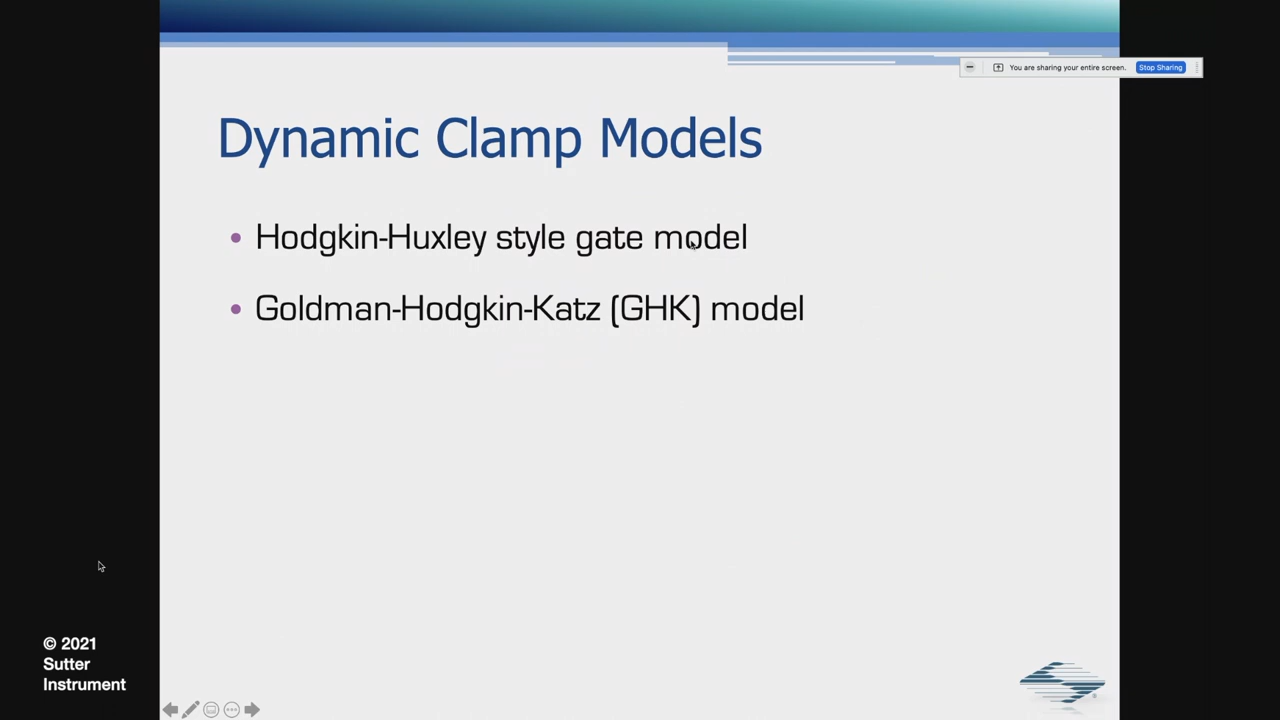 You are sharing your entire screen. Stop Sharing
Dynamic Clamp Models
• Hodgkin-Huxley style gate model
• Goldman-Hodgkin-Katz (GHK) model
© 2021
Sutter
Instrument
®